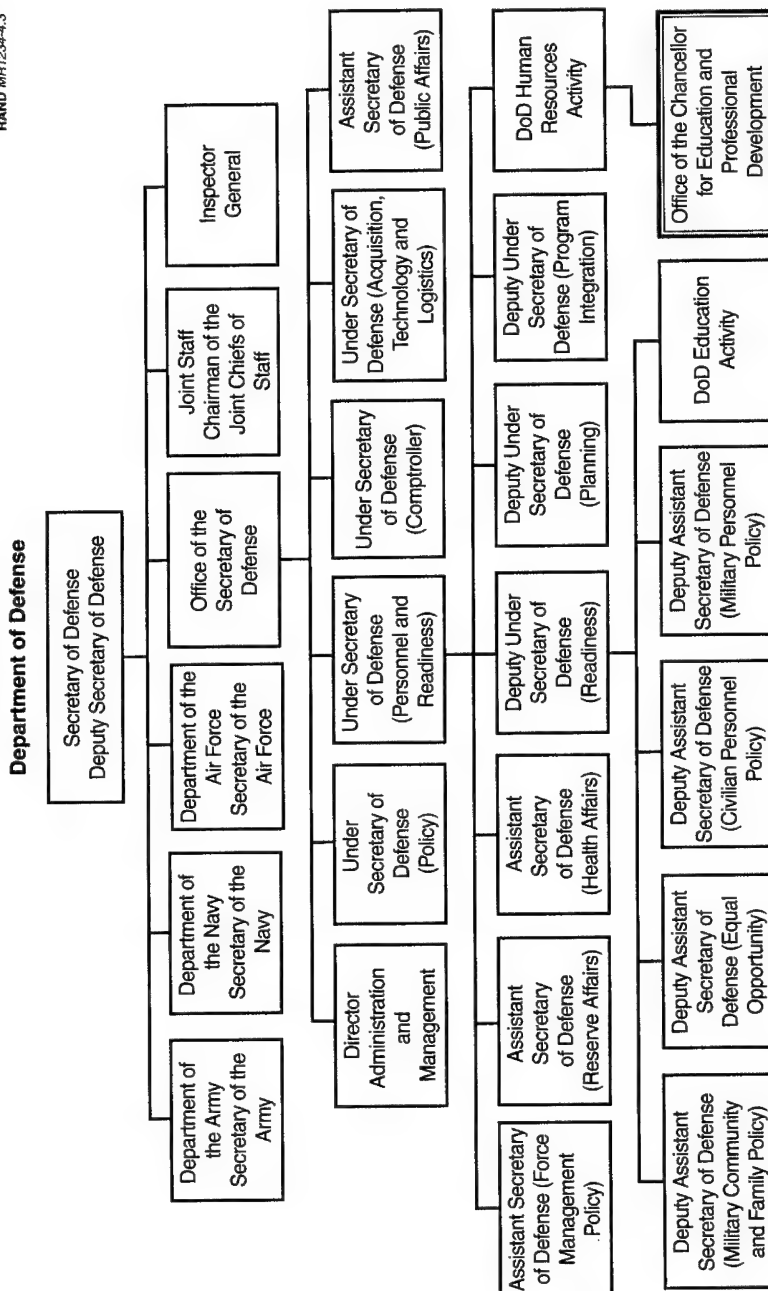 RAND MR1234-4.3
Department of Defense
Secretary of Defense
Deputy Secretary of Defense
Department of
the Army
Secretary of the
Army
Department of
the Navy
Secretary of the
Navy
Department of the
Air Force
Secretary of the
Air Force
Office of the
Secretary of
Defense
Joint Staff
Chairman of the
Joint Chiefs of
Staff
Inspector
General
Director
Administration
and
Management
Under
Secretary of
Defense
(Policy)
Under Secretary
of Defense
(Personnel and
Readiness)
Under Secretary
of Defense
(Comptroller)
Under Secretary of
Defense (Acquisition,
Technology and
Logistics)
Assistant
Secretary
of Defense
(Public Affairs)
Assistant Secretary
of Defense (Force
Management
Policy)
Assistant
Secretary
of Defense
(Reserve Affairs)
Assistant
Secretary
of Defense
(Health Affairs)
Deputy Under
Secretary of
Defense
(Readiness)
Deputy Under
Secretary of
Defense
(Planning)
Deputy Under
Secretary of
Defense (Program
Integration)
DoD Human
Resources
Activity
Deputy Assistant
Secretary of Defense
(Military Community
and Family Policy)
Deputy Assistant
Secretary of
Defense (Equal
Opportunity)
Deputy Assistant
Secretary of Defense
(Civilian Personnel
Policy)
Deputy Assistant
Secretary of Defense
(Military Personnel
Policy)
DoD Education
Activity
Office of the Chancellor
for Education and
Professional
Development